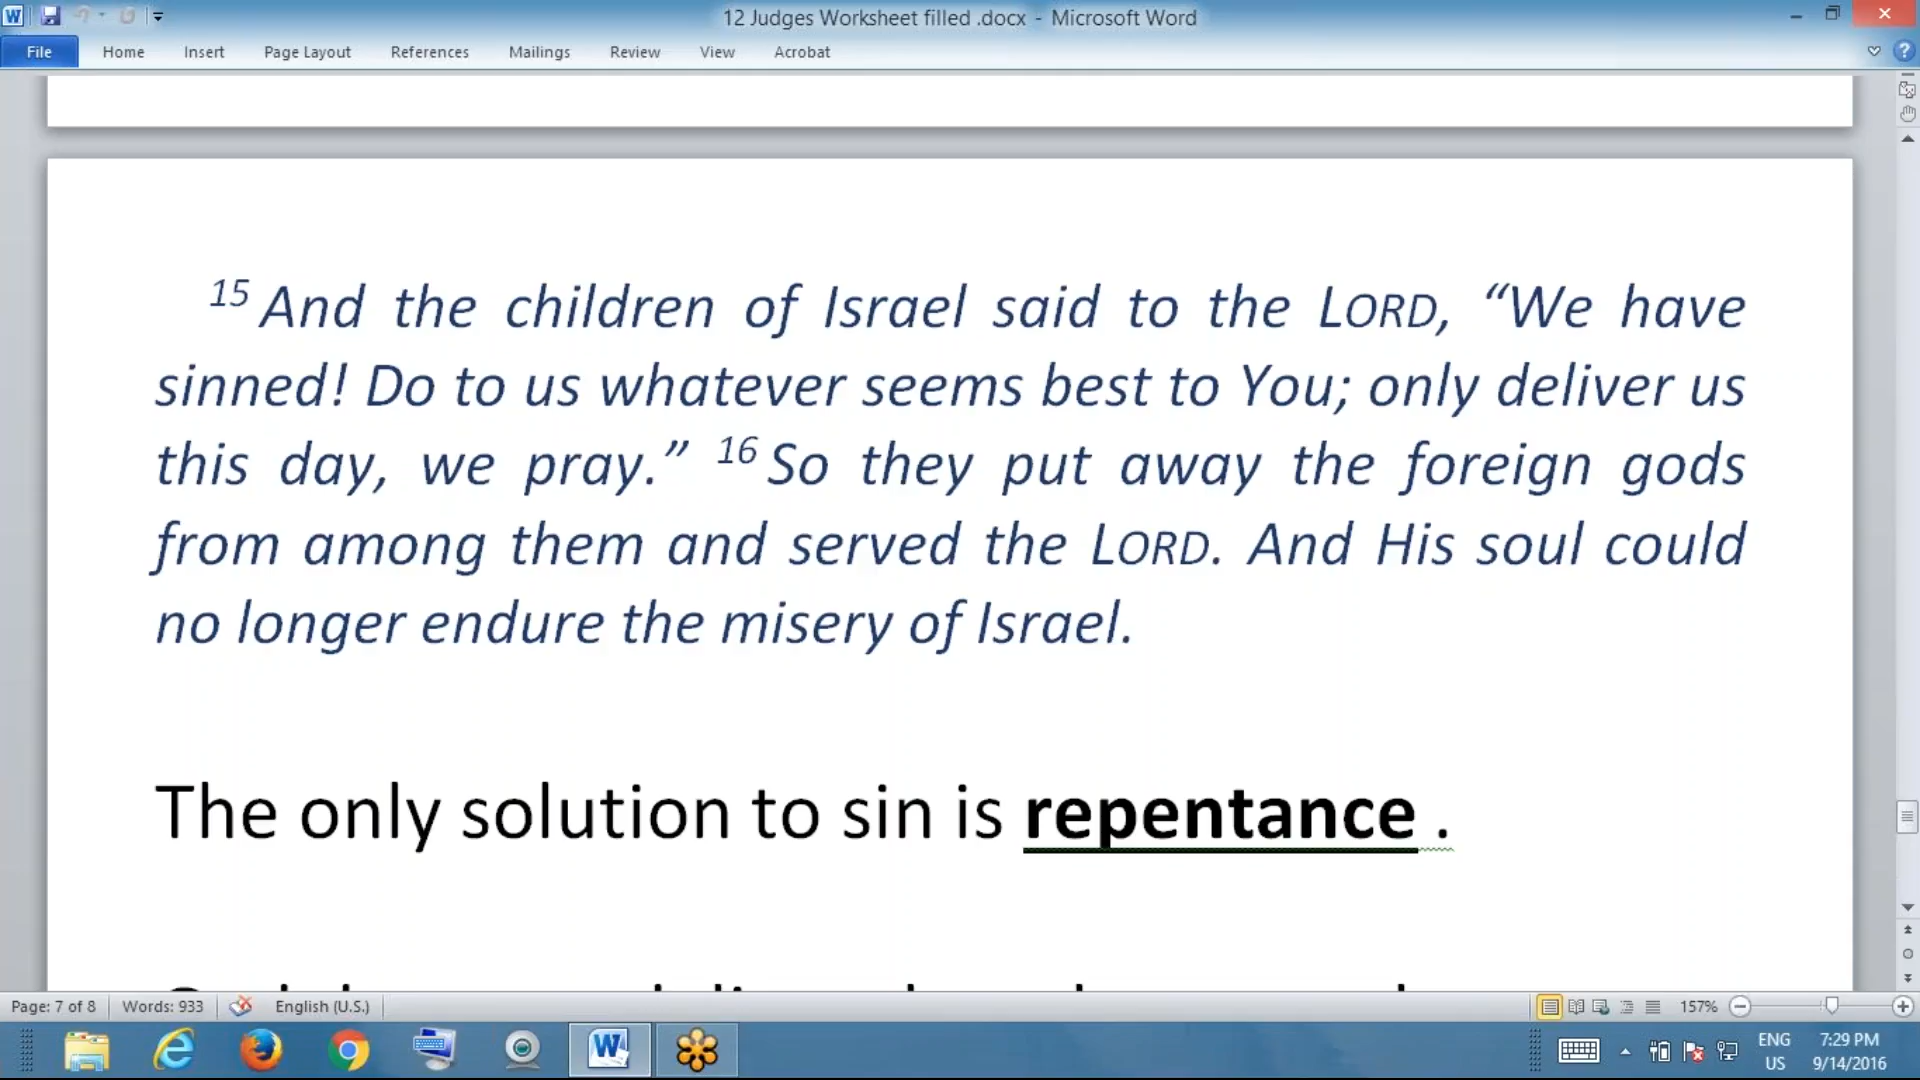 12 Judges Worksheet filled .docx - Microsoft Word
File Home Insert Page Layout References Mailings Review View Acrobat
15 And the children of Israel said to the LORD, “We have
sinned! Do to us whatever seems best to You; only deliver us
this day, we pray.” 16 So they put away the foreign gods
from among them and served the LORD. And His soul could
no longer endure the misery of Israel.
The only solution to sin is repentance .
Page: 7 of 8 Words: 933 English (U.S.) 157%
ENG 7:29 PM
US 9/14/2016